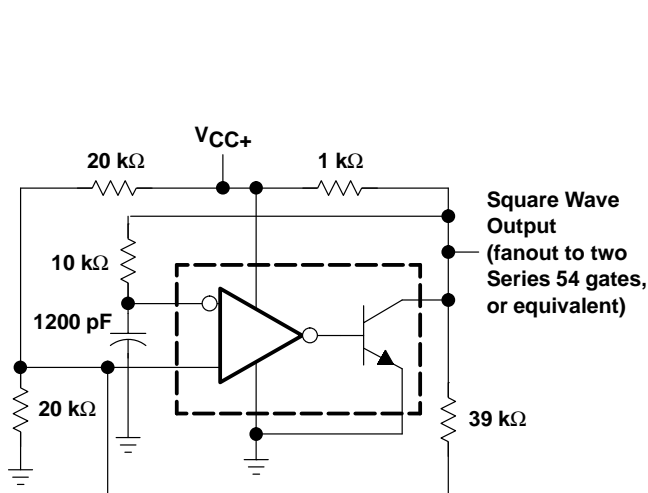 VCC+
20 kΩ
1 kΩ
Square Wave
Output
(fanout to two
Series 54 gates,
or equivalent)
10 kΩ
1200 pF
20 kΩ
39 kΩ